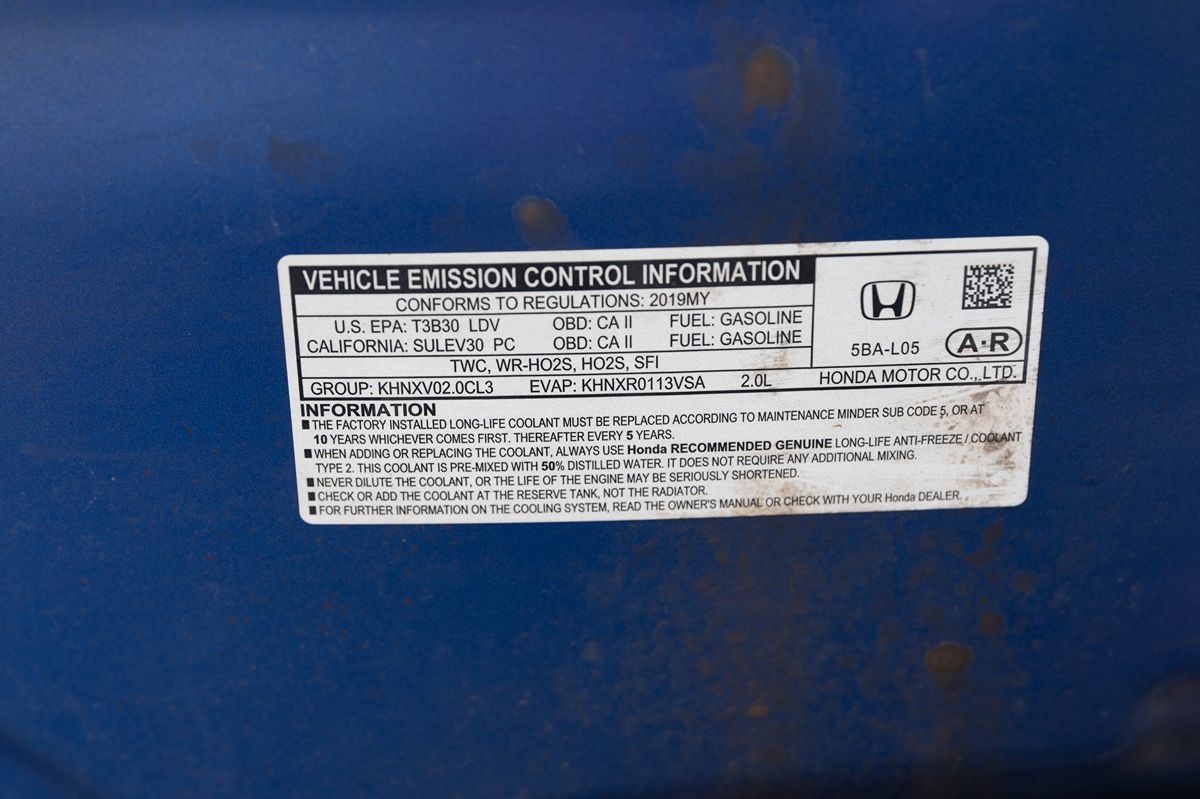 VEHICLE EMISSION CONTROL INFORMATION
CONFORMS TO REGULATIONS: 2019MY
U.S. EPA: T3B30 LDV OBD: CA II FUEL: GASOLINE
CALIFORNIA: SULEV30 PC OBD: CA II FUEL: GASOLINE
TWC, WR-HO2S, HO2S, SFI
GROUP: KHNXV02.0CL3 EVAP: KHNXR0113VSA 2.0L
5BA-L05 A-R
HONDA MOTOR CO., LTD.
INFORMATION
■ THE FACTORY INSTALLED LONG-LIFE COOLANT MUST BE REPLACED ACCORDING TO MAINTENANCE MINDER SUB CODE 5, OR AT
10 YEARS WHICHEVER COMES FIRST. THEREAFTER EVERY 5 YEARS.
■ WHEN ADDING OR REPLACING THE COOLANT, ALWAYS USE Honda RECOMMENDED GENUINE LONG-LIFE ANTI-FREEZE / COOLANT
TYPE 2. THIS COOLANT IS PRE-MIXED WITH 50% DISTILLED WATER. IT DOES NOT REQUIRE ANY ADDITIONAL MIXING.
■ NEVER DILUTE THE COOLANT, OR THE LIFE OF THE ENGINE MAY BE SERIOUSLY SHORTENED.
■ CHECK OR ADD THE COOLANT AT THE RESERVE TANK, NOT THE RADIATOR.
■ FOR FURTHER INFORMATION ON THE COOLING SYSTEM, READ THE OWNER'S MANUAL OR CHECK WITH YOUR Honda DEALER.